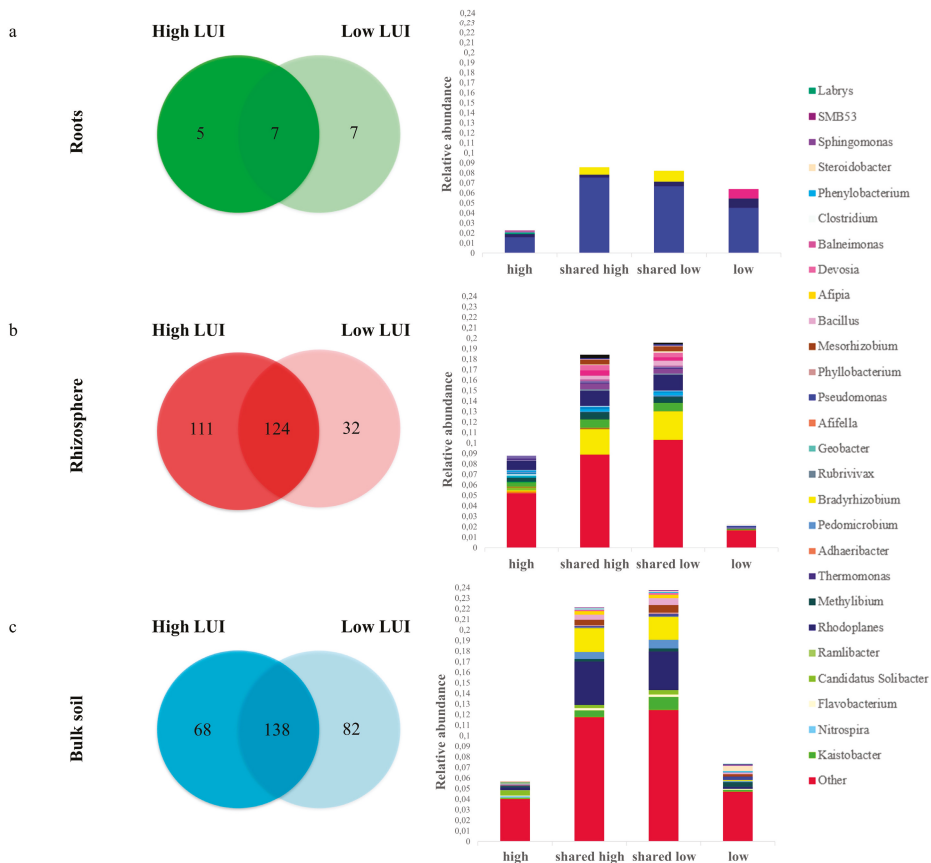 a
High LUI
Low LUI
Roots
5
7
7
Relative abundance
0,24
0,23
0,22
0,21
0,2
0,19
0,18
0,17
0,16
0,15
0,14
0,13
0,12
0,11
0,1
0,09
0,08
0,07
0,06
0,05
0,04
0,03
0,02
0,01
0
high
shared high
shared low
low
b
High LUI
Low LUI
Rhizosphere
111
124
32
Relative abundance
0,24
0,23
0,22
0,21
0,2
0,19
0,18
0,17
0,16
0,15
0,14
0,13
0,12
0,11
0,1
0,09
0,08
0,07
0,06
0,05
0,04
0,03
0,02
0,01
0
high
shared high
shared low
low
c
High LUI
Low LUI
Bulk soil
68
138
82
Relative abundance
0,24
0,23
0,22
0,21
0,2
0,19
0,18
0,17
0,16
0,15
0,14
0,13
0,12
0,11
0,1
0,09
0,08
0,07
0,06
0,05
0,04
0,03
0,02
0,01
0
high
shared high
shared low
low
Labrys
SMB53
Sphingomonas
Steroidobacter
Phenylobacterium
Clostridium
Balneimonas
Devosia
Afipia
Bacillus
Mesorhizobium
Phyllobacterium
Pseudomonas
Afifella
Geobacter
Rubrivivax
Bradyrhizobium
Pedomicrobium
Adhaeribacter
Thermomonas
Methylibium
Rhodoplanes
Ramlibacter
Candidatus Solibacter
Flavobacterium
Nitrospira
Kaistobacter
Other